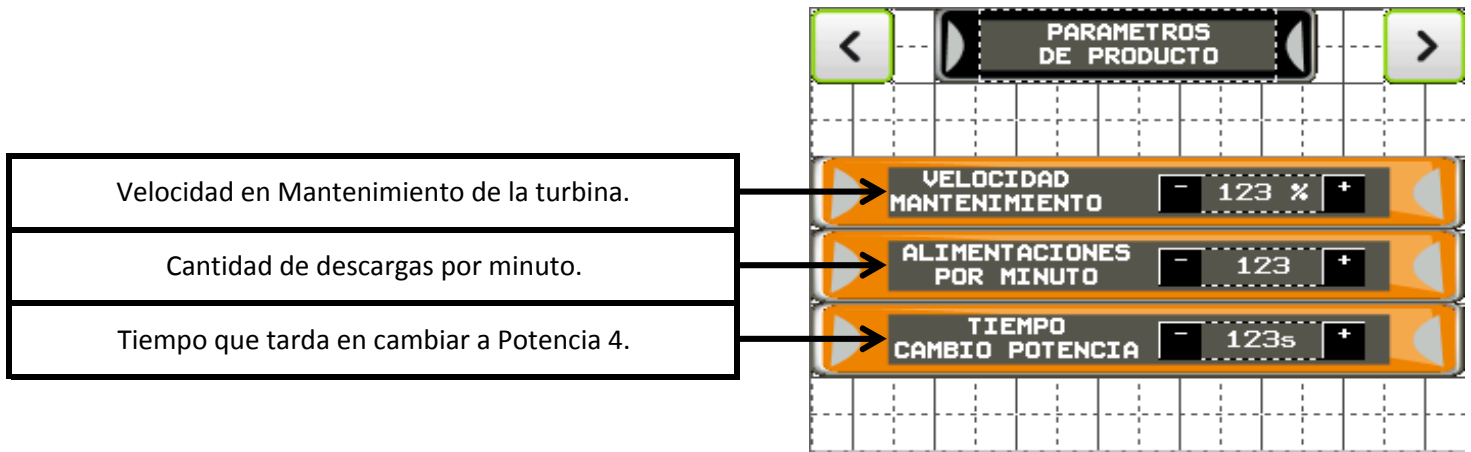 PARAMETROS
DE PRODUCTO
Velocidad en Mantenimiento de la turbina.
VELOCIDAD
MANTENIMIENTO
- 123 % +
Cantidad de descargas por minuto.
ALIMENTACIONES
POR MINUTO
- 123 +
Tiempo que tarda en cambiar a Potencia 4.
TIEMPO
CAMBIO POTENCIA
- 123s +